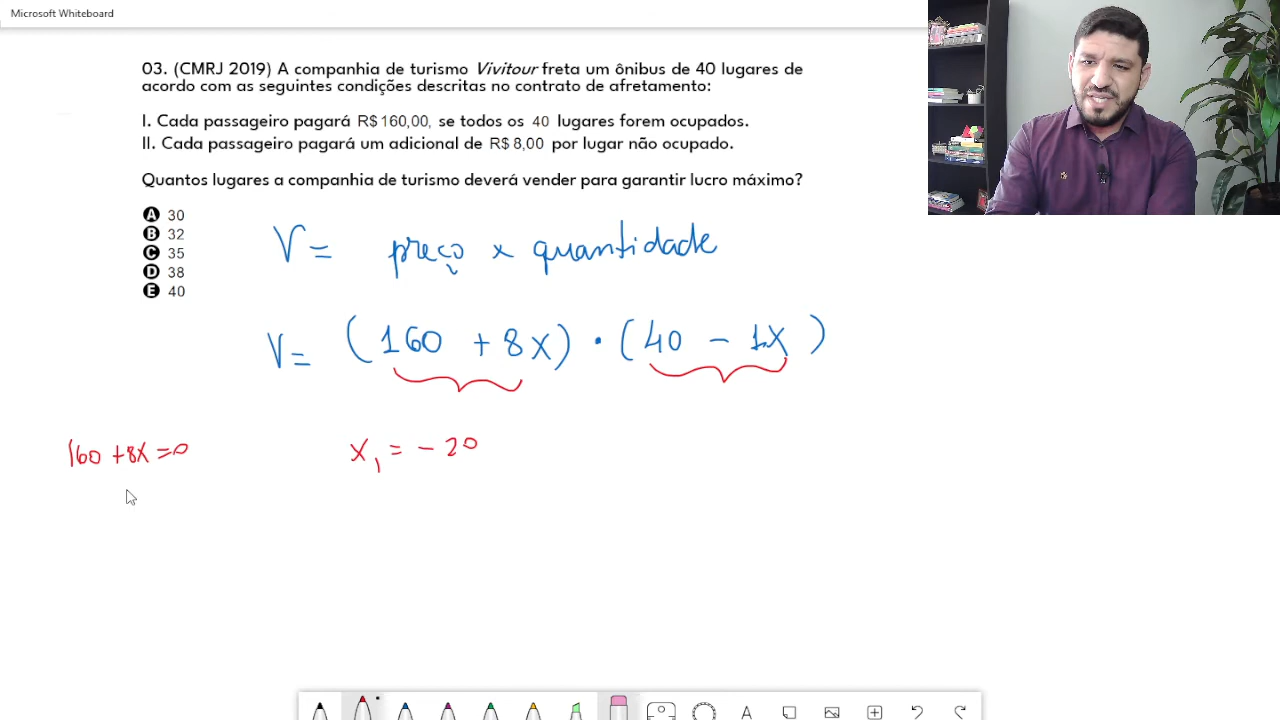 Microsoft Whiteboard
03. (CMRJ 2019) A companhia de turismo Vivitour freta um ônibus de 40 lugares de
acordo com as seguintes condições descritas no contrato de afretamento:
I. Cada passageiro pagará R$ 160,00, se todos os 40 lugares forem ocupados.
II. Cada passageiro pagará um adicional de R$ 8,00 por lugar não ocupado.
Quantos lugares a companhia de turismo deverá vender para garantir lucro máximo?
A 30
B 32
C 35
D 38
E 40
V = preço x quantidade
V = (160 + 8x) · (40 - 1.x)
160 + 8x = 0
x₁ = - 20
A